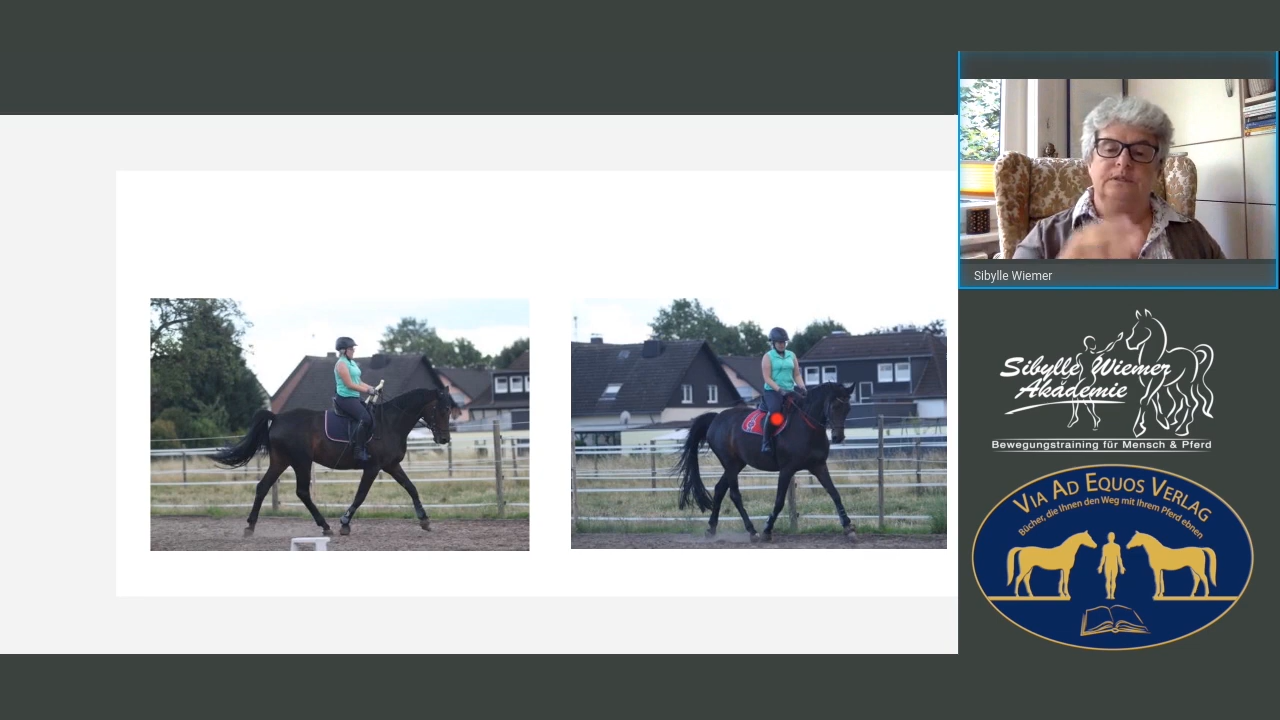 Sibylle Wiemer
Sibylle Wiemer
Akademie
Bewegungstraining für Mensch & Pferd
Via Ad Equos Verlag
Bücher, die Ihnen den Weg mit Ihrem Pferd ebnen